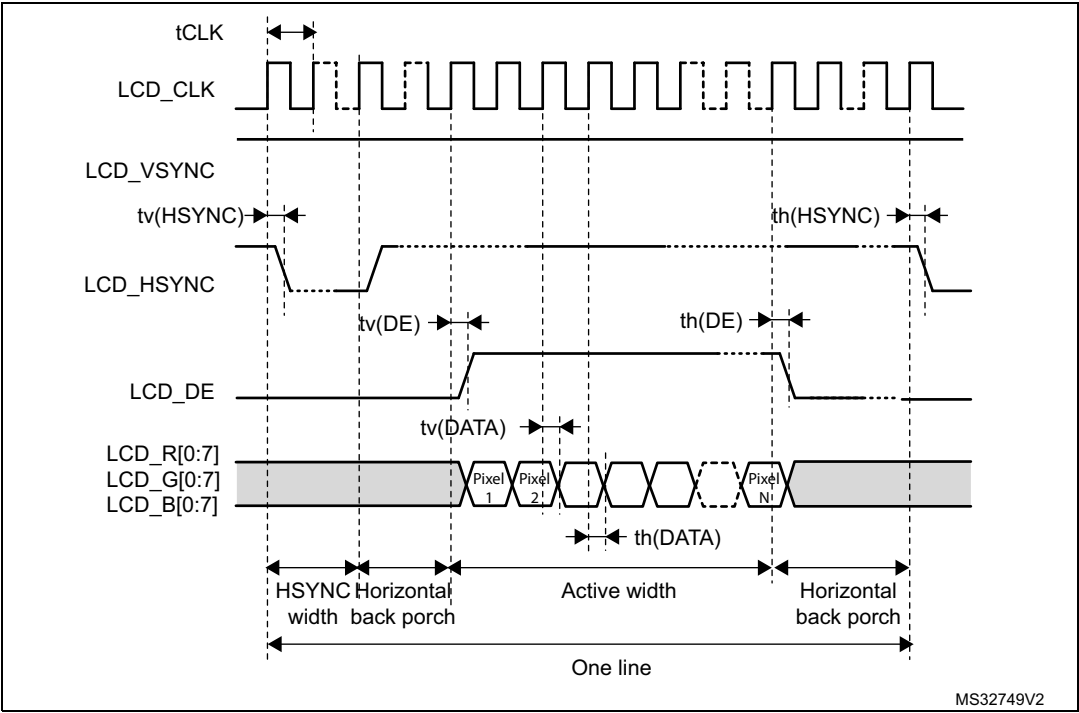 tCLK
LCD_CLK
LCD_VSYNC
tv(HSYNC)
th(HSYNC)
LCD_HSYNC
tv(DE)
th(DE)
LCD_DE
tv(DATA)
LCD_R[0:7]
LCD_G[0:7]
LCD_B[0:7]
Pixel
1
Pixel
2
Pixel
N
th(DATA)
HSYNC
width
Horizontal
back porch
Active width
Horizontal
back porch
One line
MS32749V2